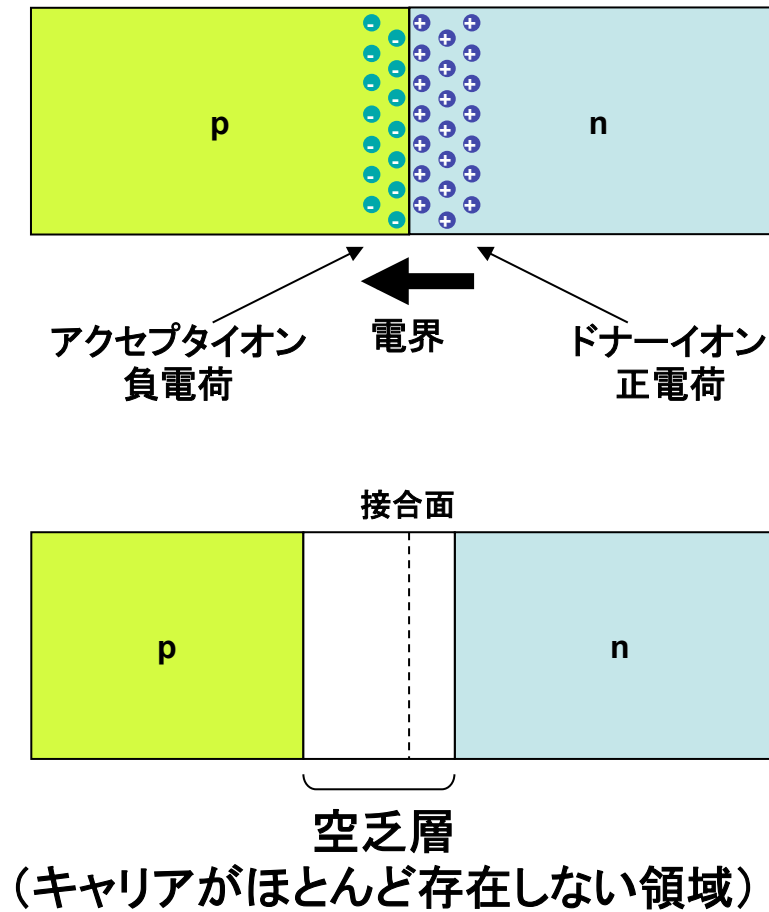 p
n
アクセプタイオン
負電荷
電界
ドナーイオン
正電荷
接合面
p
n
空乏層
（キャリアがほとんど存在しない領域）